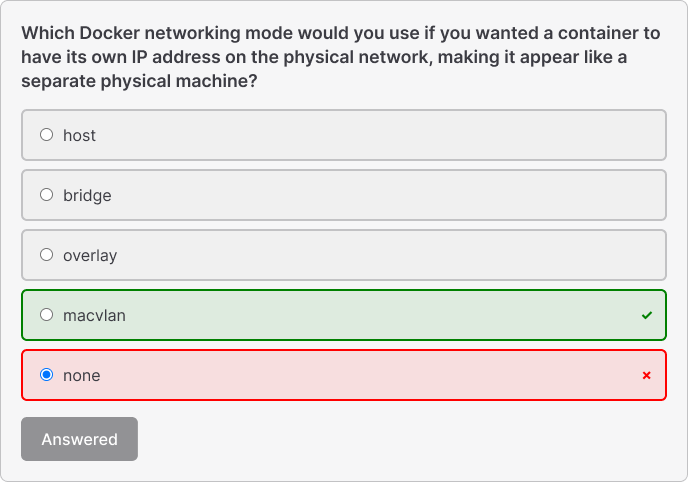 Which Docker networking mode would you use if you wanted a container to
have its own IP address on the physical network, making it appear like a
separate physical machine?
host
bridge
overlay
macvlan
none
Answered